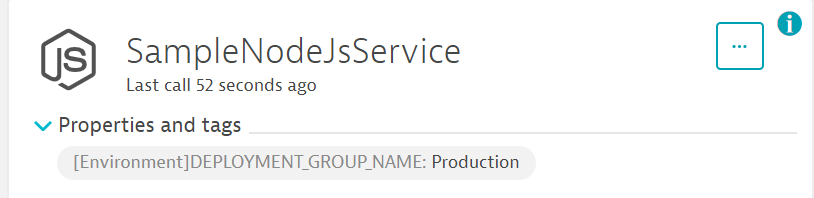 JS
SampleNodeJsService
Last call 52 seconds ago
...
i
Properties and tags
[Environment]DEPLOYMENT_GROUP_NAME: Production